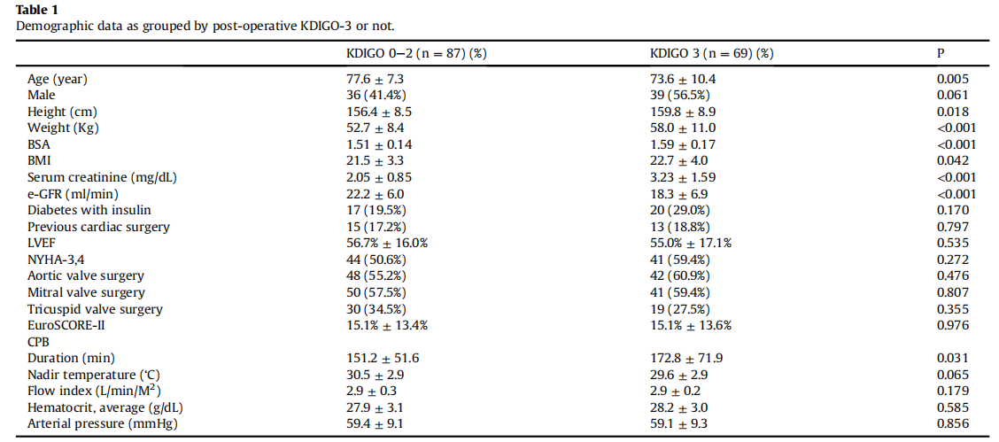 Table 1
Demographic data as grouped by post-operative KDIGO-3 or not.
KDIGO 0−2 (n = 87) (%) KDIGO 3 (n = 69) (%) P
Age (year) 77.6 ± 7.3 73.6 ± 10.4 0.005
Male 36 (41.4%) 39 (56.5%) 0.061
Height (cm) 156.4 ± 8.5 159.8 ± 8.9 0.018
Weight (Kg) 52.7 ± 8.4 58.0 ± 11.0 <0.001
BSA 1.51 ± 0.14 1.59 ± 0.17 <0.001
BMI 21.5 ± 3.3 22.7 ± 4.0 0.042
Serum creatinine (mg/dL) 2.05 ± 0.85 3.23 ± 1.59 <0.001
e-GFR (ml/min) 22.2 ± 6.0 18.3 ± 6.9 <0.001
Diabetes with insulin 17 (19.5%) 20 (29.0%) 0.170
Previous cardiac surgery 15 (17.2%) 13 (18.8%) 0.797
LVEF 56.7% ± 16.0% 55.0% ± 17.1% 0.535
NYHA-3,4 44 (50.6%) 41 (59.4%) 0.272
Aortic valve surgery 48 (55.2%) 42 (60.9%) 0.476
Mitral valve surgery 50 (57.5%) 41 (59.4%) 0.807
Tricuspid valve surgery 30 (34.5%) 19 (27.5%) 0.355
EuroSCORE-II 15.1% ± 13.4% 15.1% ± 13.6% 0.976
CPB
Duration (min) 151.2 ± 51.6 172.8 ± 71.9 0.031
Nadir temperature (‘C) 30.5 ± 2.9 29.6 ± 2.9 0.065
Flow index (L/min/M²) 2.9 ± 0.3 2.9 ± 0.2 0.179
Hematocrit, average (g/dL) 27.9 ± 3.1 28.2 ± 3.0 0.585
Arterial pressure (mmHg) 59.4 ± 9.1 59.1 ± 9.3 0.856